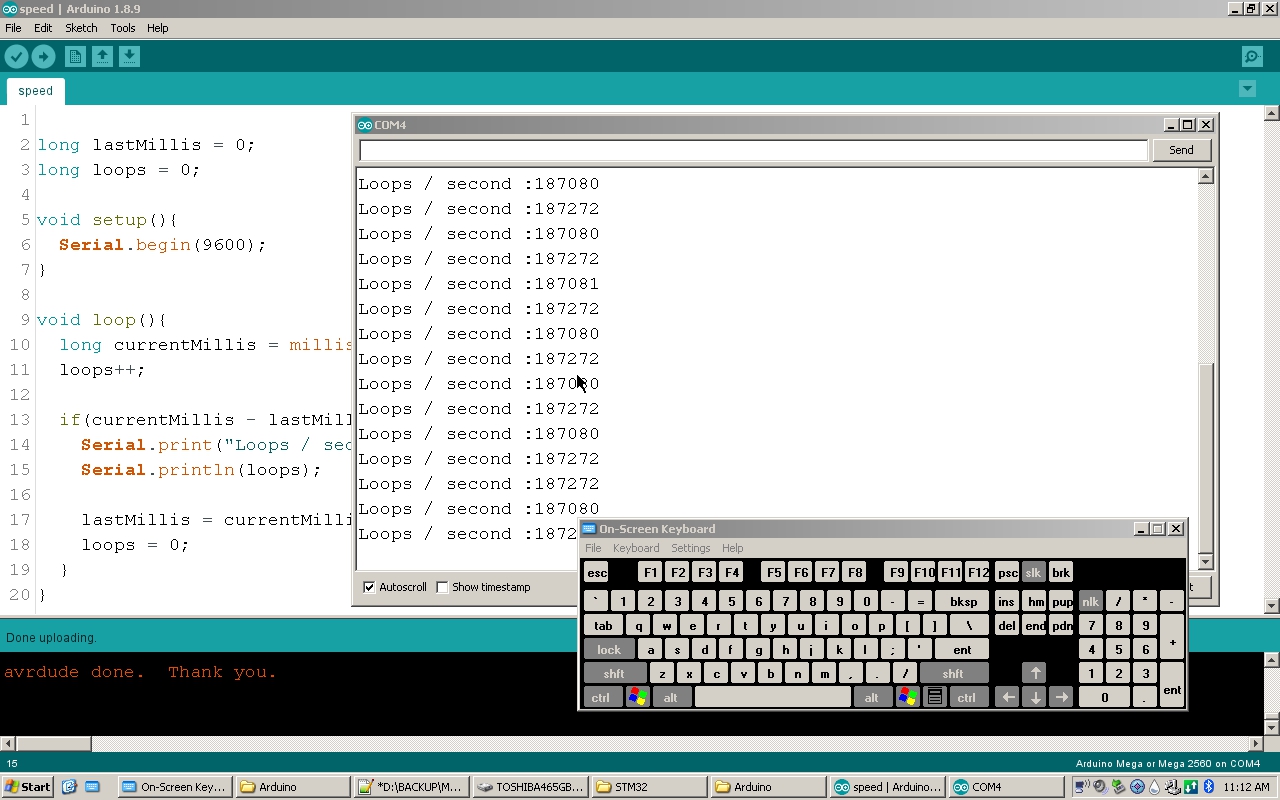 speed | Arduino 1.8.9
File Edit Sketch Tools Help
speed
1
2 long lastMillis = 0;
3 long loops = 0;
4
5 void setup(){
6 Serial.begin(9600);
7 }
8
9 void loop(){
10 long currentMillis = millis
11 loops++;
12
13 if(currentMillis - lastMill
14 Serial.print("Loops / sec
15 Serial.println(loops);
16
17 lastMillis = currentMilli
18 loops = 0;
19 }
20 }
COM4
Send
Loops / second :187080
Loops / second :187272
Loops / second :187080
Loops / second :187272
Loops / second :187081
Loops / second :187272
Loops / second :187080
Loops / second :187272
Loops / second :187080
Loops / second :187272
Loops / second :187080
Loops / second :187272
Loops / second :187272
Loops / second :187080
Loops / second :1872
Autoscroll Show timestamp
t
On-Screen Keyboard
File Keyboard Settings Help
esc F1 F2 F3 F4 F5 F6 F7 F8 F9 F10 F11 F12 psc slk brk
` 1 2 3 4 5 6 7 8 9 0 - = bksp ins hm pup nlk / * -
tab q w e r t y u i o p [ ] \ del end pdn 7 8 9 +
lock a s d f g h j k l ; ' ent 4 5 6
shft z x c v b n m , . / shft ↑ 1 2 3 ent
ctrl alt alt ctrl ← ↓ → 0 .
Done uploading.
avrdude done. Thank you.
15
Arduino Mega or Mega 2560 on COM4
Start On-Screen Key... Arduino *D:\BACKUP\M... TOSHIBA465GB... STM32 Arduino speed | Arduino... COM4 11:12 AM